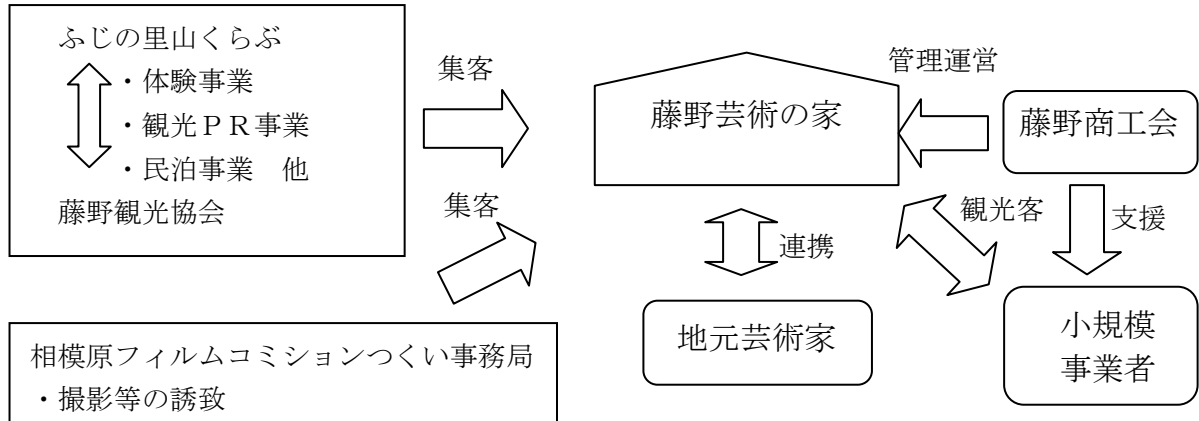 ふじの里山くらぶ
・体験事業
・観光ＰＲ事業
・民泊事業　他
藤野観光協会
集客
集客
相模原フィルムコミションつくい事務局
・撮影等の誘致
藤野芸術の家
管理運営
藤野商工会
連携
観光客
支援
地元芸術家
小規模
事業者